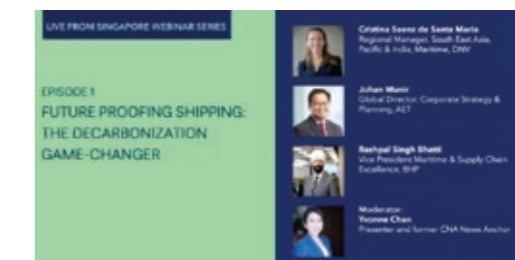 LIVE FROM SINGAPORE WEBINAR SERIES
EPISODE 1
FUTURE PROOFING SHIPPING:
THE DECARBONIZATION
GAME-CHANGER
Cristina Saenz de Santa Maria
Regional Manager, South East Asia,
Pacific & India, Maritime, DNV
Johan Munir
Global Director, Corporate Strategy &
Planning, AET
Rashpal Singh Bhatti
Vice President Maritime & Supply Chain
Excellence, BHP
Moderator:
Yvonne Chan
Presenter and former CNA News Anchor